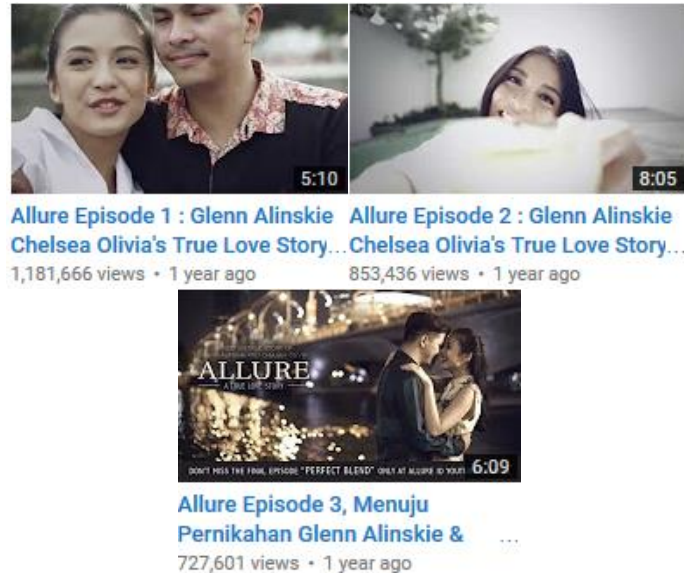 5:10
8:05
Allure Episode 1 : Glenn Alinskie
Chelsea Olivia's True Love Story...
1,181,666 views • 1 year ago
Allure Episode 2 : Glenn Alinskie
Chelsea Olivia's True Love Story...
853,436 views • 1 year ago
ALLURE
A TRUE LOVE STORY
DON'T MISS THE FINAL EPISODE "PERFECT BLEND" ONLY AT ALLURE ID YOUT
6:09
Allure Episode 3, Menuju
Pernikahan Glenn Alinskie & ...
727,601 views • 1 year ago